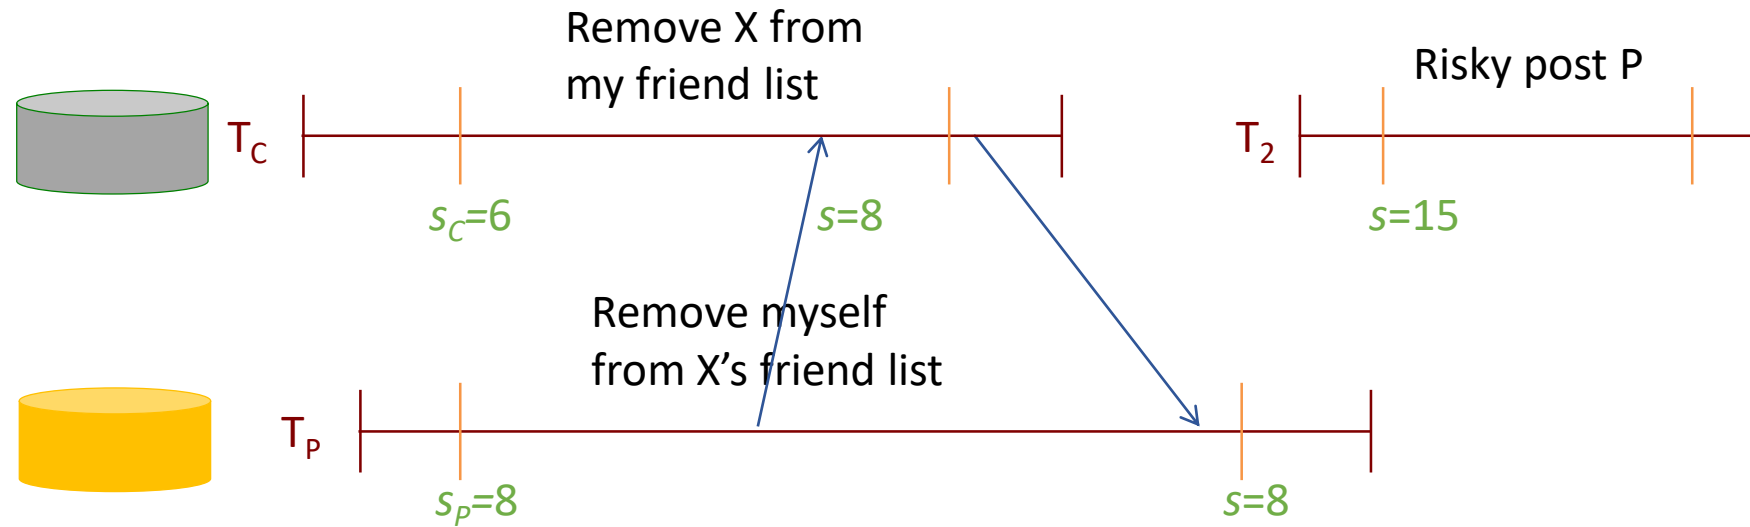 Remove X from
my friend list
Risky post P
T_C
T_2
s_C=6
s=8
s=15
Remove myself
from X’s friend list
T_P
s_P=8
s=8